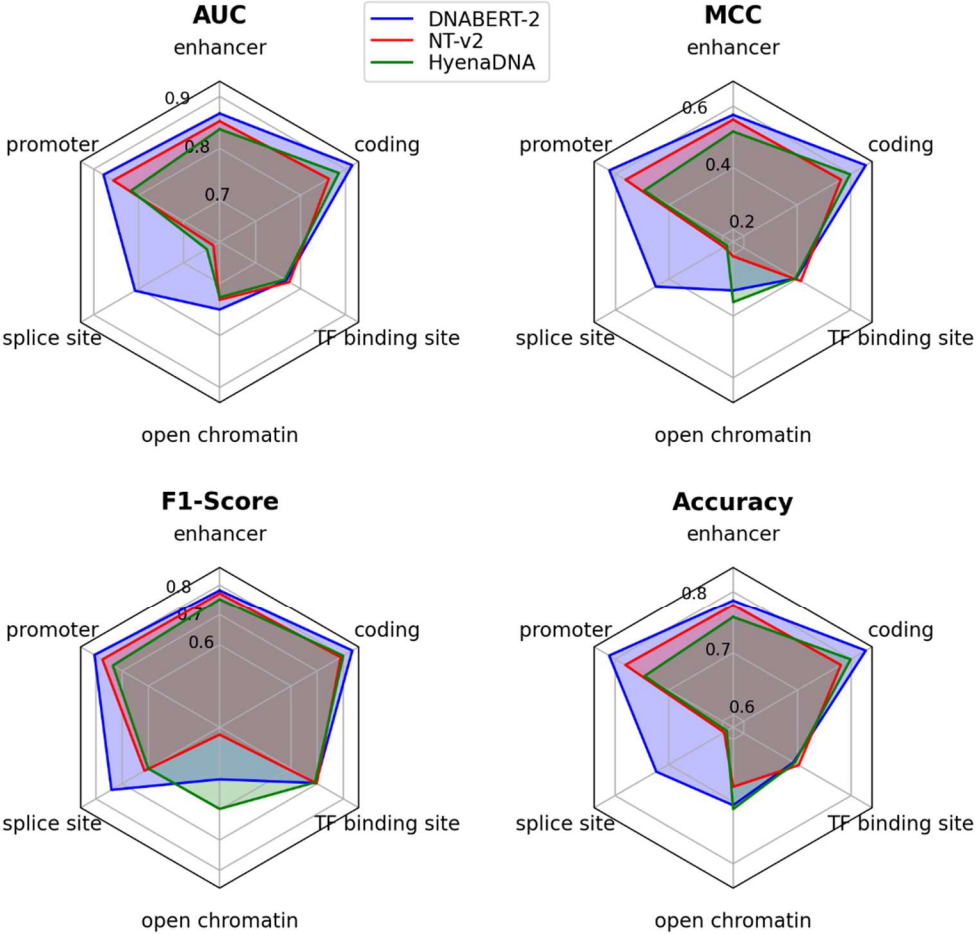 AUC
enhancer
0.9
0.8
0.7
promoter
coding
splice site
TF binding site
open chromatin
DNABERT-2
NT-v2
HyenaDNA
MCC
enhancer
0.6
0.4
0.2
promoter
coding
splice site
TF binding site
open chromatin
F1-Score
enhancer
0.8
0.7
0.6
promoter
coding
splice site
TF binding site
open chromatin
Accuracy
enhancer
0.8
0.7
0.6
promoter
coding
splice site
TF binding site
open chromatin